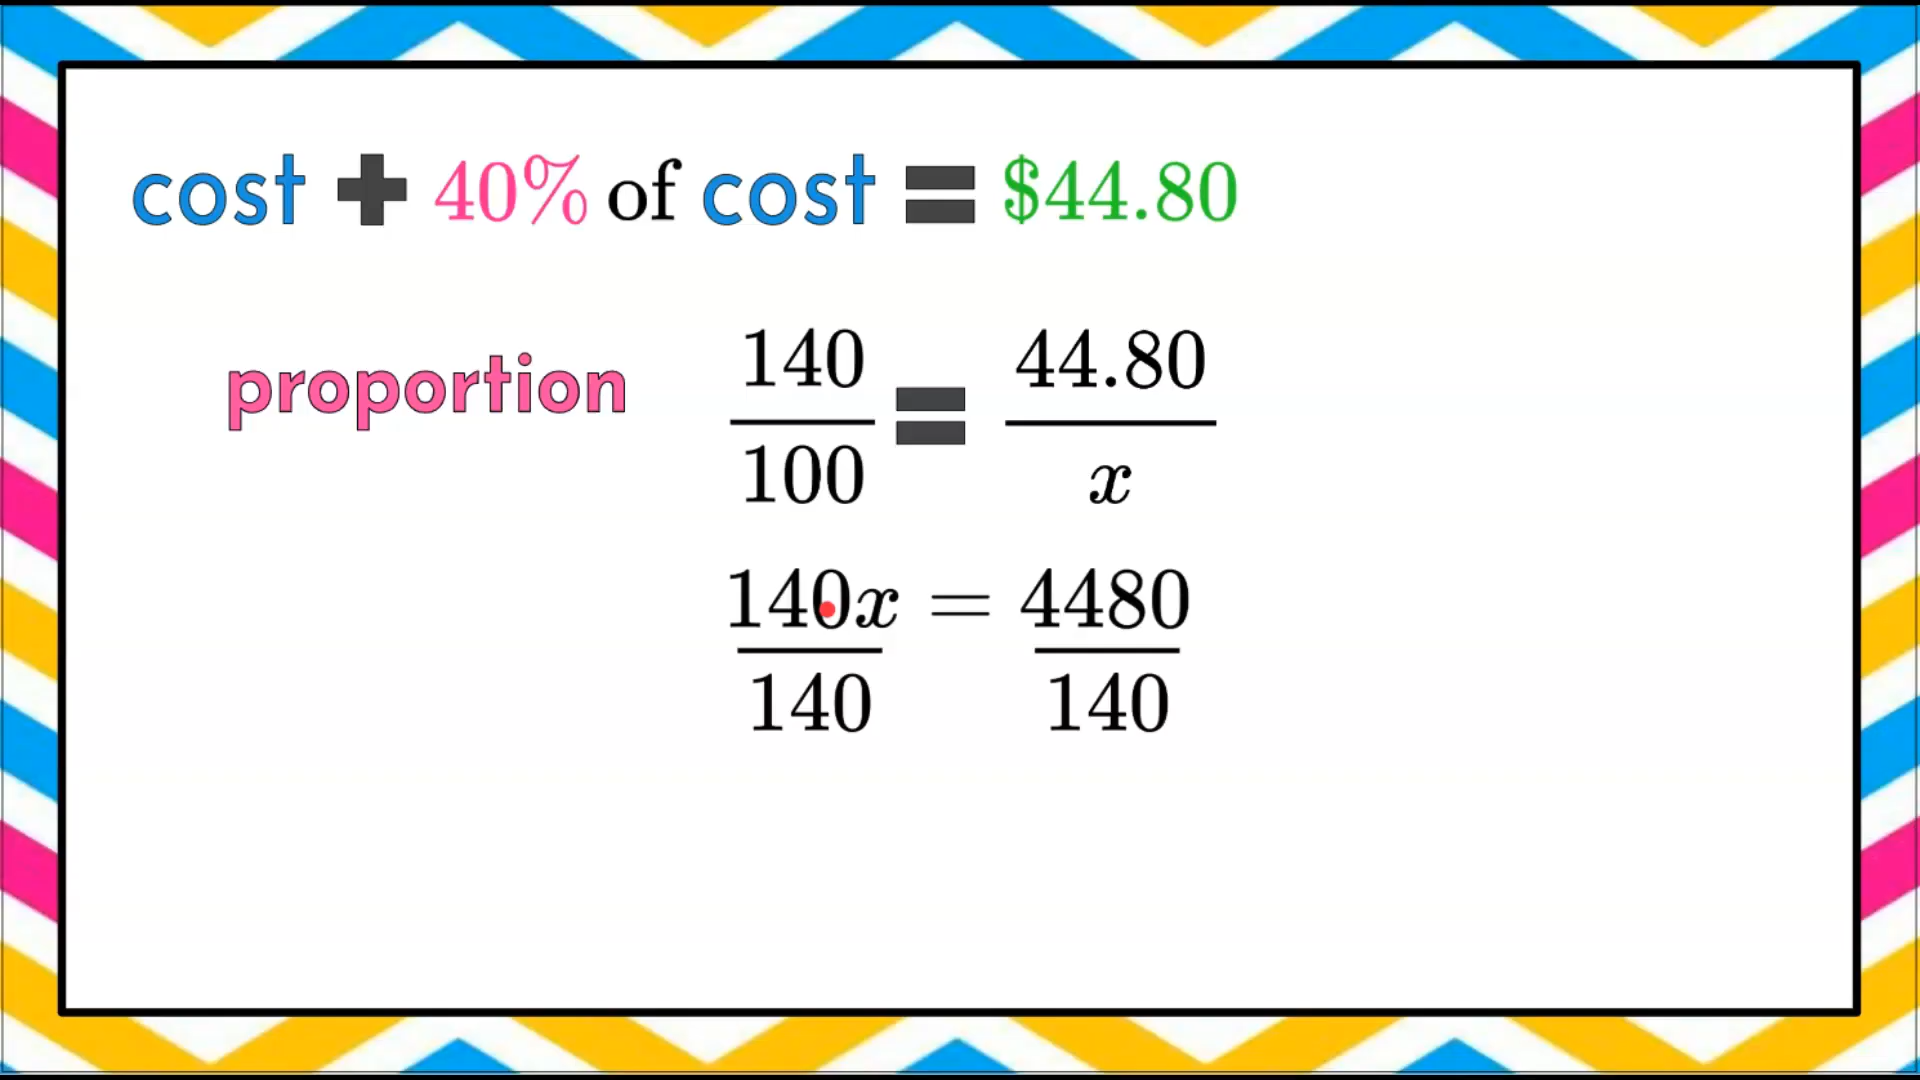 cost + 40% of cost = $44.80
proportion
140/100 = 44.80/x
140x/140 = 4480/140